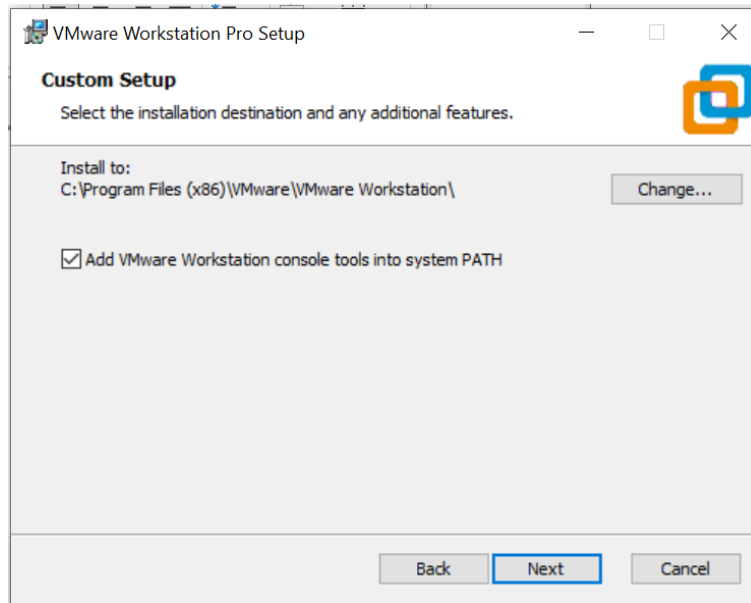 VMware Workstation Pro Setup
Custom Setup
Select the installation destination and any additional features.
Install to:
C:\Program Files (x86)\VMware\VMware Workstation\
Change...
Add VMware Workstation console tools into system PATH
Back
Next
Cancel